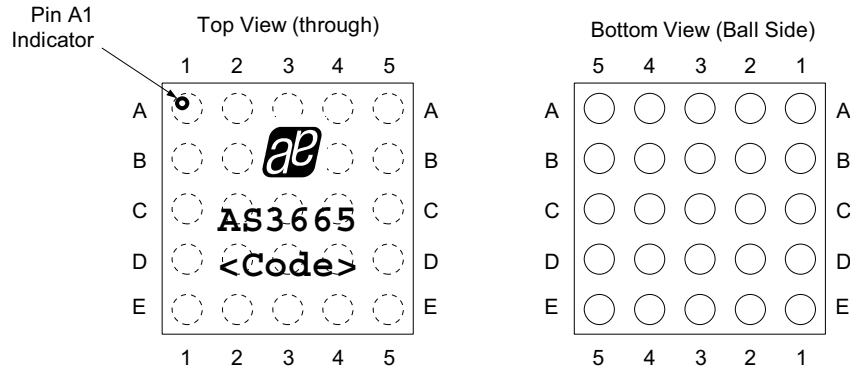 Pin A1
Indicator
Top View (through)
1 2 3 4 5
A A
B B
ae
C AS3665 C
D <Code> D
E E
1 2 3 4 5
Bottom View (Ball Side)
5 4 3 2 1
A A
B B
C C
D D
E E
5 4 3 2 1